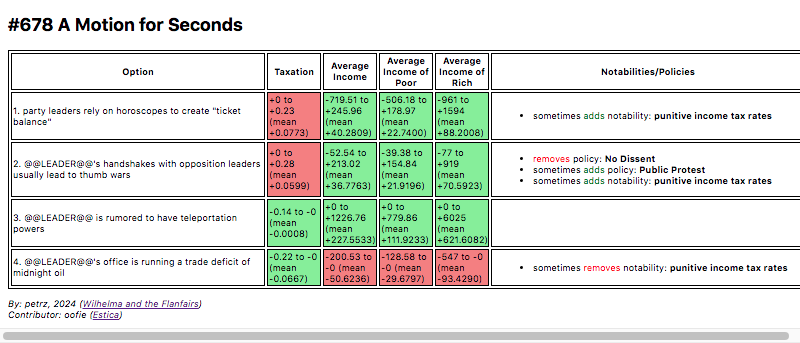 #678 A Motion for Seconds
Option Taxation Average Income Average Income of Poor Average Income of Rich Notabilities/Policies
1. party leaders rely on horoscopes to create "ticket balance" +0 to +0.23 (mean +0.0773) -719.51 to +245.96 (mean +40.2809) -506.18 to +178.97 (mean +22.7400) -961 to +1594 (mean +88.2008) • sometimes adds notability: punitive income tax rates
2. @@LEADER@@'s handshakes with opposition leaders usually lead to thumb wars +0 to +0.28 (mean +0.0599) -52.54 to +213.02 (mean +36.7763) -39.38 to +154.84 (mean +21.9196) -77 to +919 (mean +70.5923) • removes policy: No Dissent
• sometimes adds policy: Public Protest
• sometimes adds notability: punitive income tax rates
3. @@LEADER@@ is rumored to have teleportation powers -0.14 to -0 (mean -0.0008) +0 to +1226.76 (mean +227.5533) +0 to +779.86 (mean +111.9233) +0 to +6025 (mean +621.6082)
4. @@LEADER@@'s office is running a trade deficit of midnight oil -0.22 to -0 (mean -0.0667) -200.53 to -0 (mean -50.6236) -128.58 to -0 (mean -29.6797) -547 to -0 (mean -93.4290) • sometimes removes notability: punitive income tax rates
By: petrz, 2024 (Wilhelma and the Flanfairs)
Contributor: oofie (Estica)